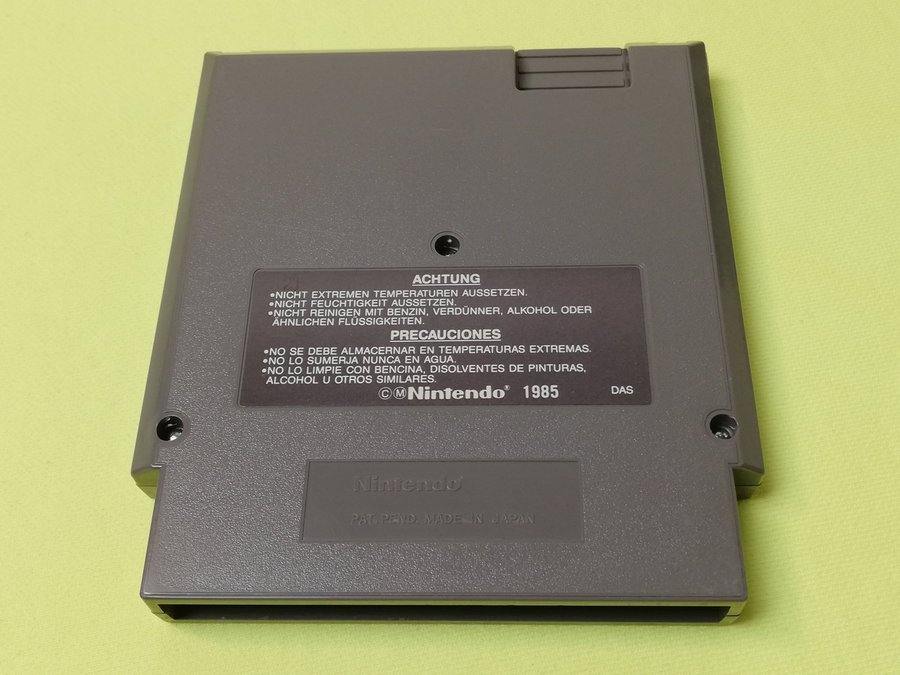 ACHTUNG
•NICHT EXTREMEN TEMPERATUREN AUSSETZEN.
•NICHT FEUCHTIGKEIT AUSSETZEN.
•NICHT REINIGEN MIT BENZIN, VERDÜNNER, ALKOHOL ODER
ÄHNLICHEN FLÜSSIGKEITEN.
PRECAUCIONES
•NO SE DEBE ALMACERNAR EN TEMPERATURAS EXTREMAS.
•NO LO SUMERJA NUNCA EN AGUA.
•NO LO LIMPIE CON BENCINA, DISOLVENTES DE PINTURAS,
ALCOHOL U OTROS SIMILARES.
©Ⓜ Nintendo® 1985 DAS
Nintendo®
PAT. PEND. MADE IN JAPAN